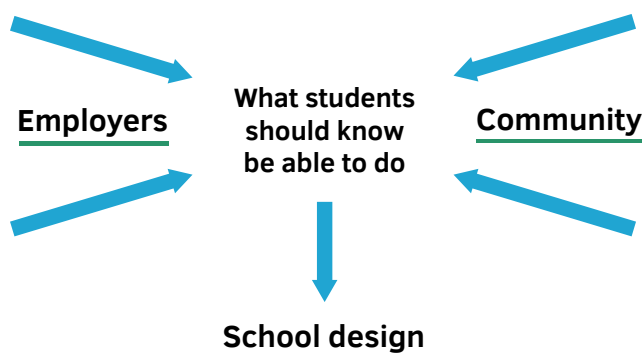 Employers
What students
should know
be able to do
Community
School design